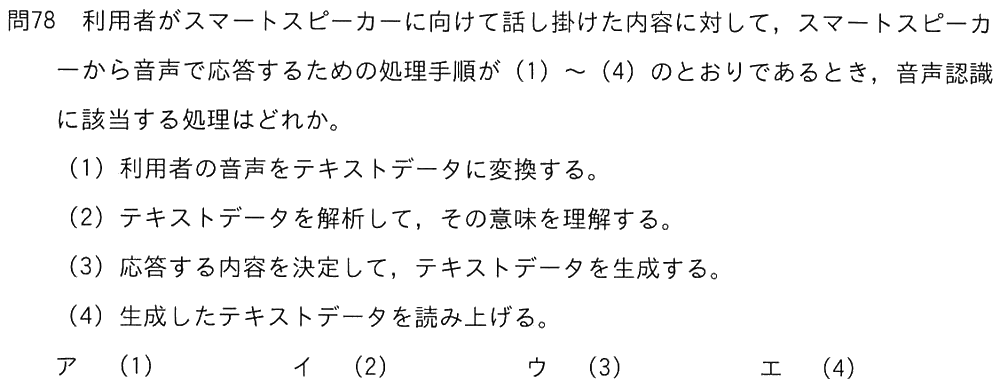 問78　利用者がスマートスピーカーに向けて話し掛けた内容に対して，スマートスピーカ
ーから音声で応答するための処理手順が（1）～（4）のとおりであるとき，音声認識
に該当する処理はどれか。
（1）利用者の音声をテキストデータに変換する。
（2）テキストデータを解析して，その意味を理解する。
（3）応答する内容を決定して，テキストデータを生成する。
（4）生成したテキストデータを読み上げる。
ア　（1）　イ　（2）　ウ　（3）　エ　（4）